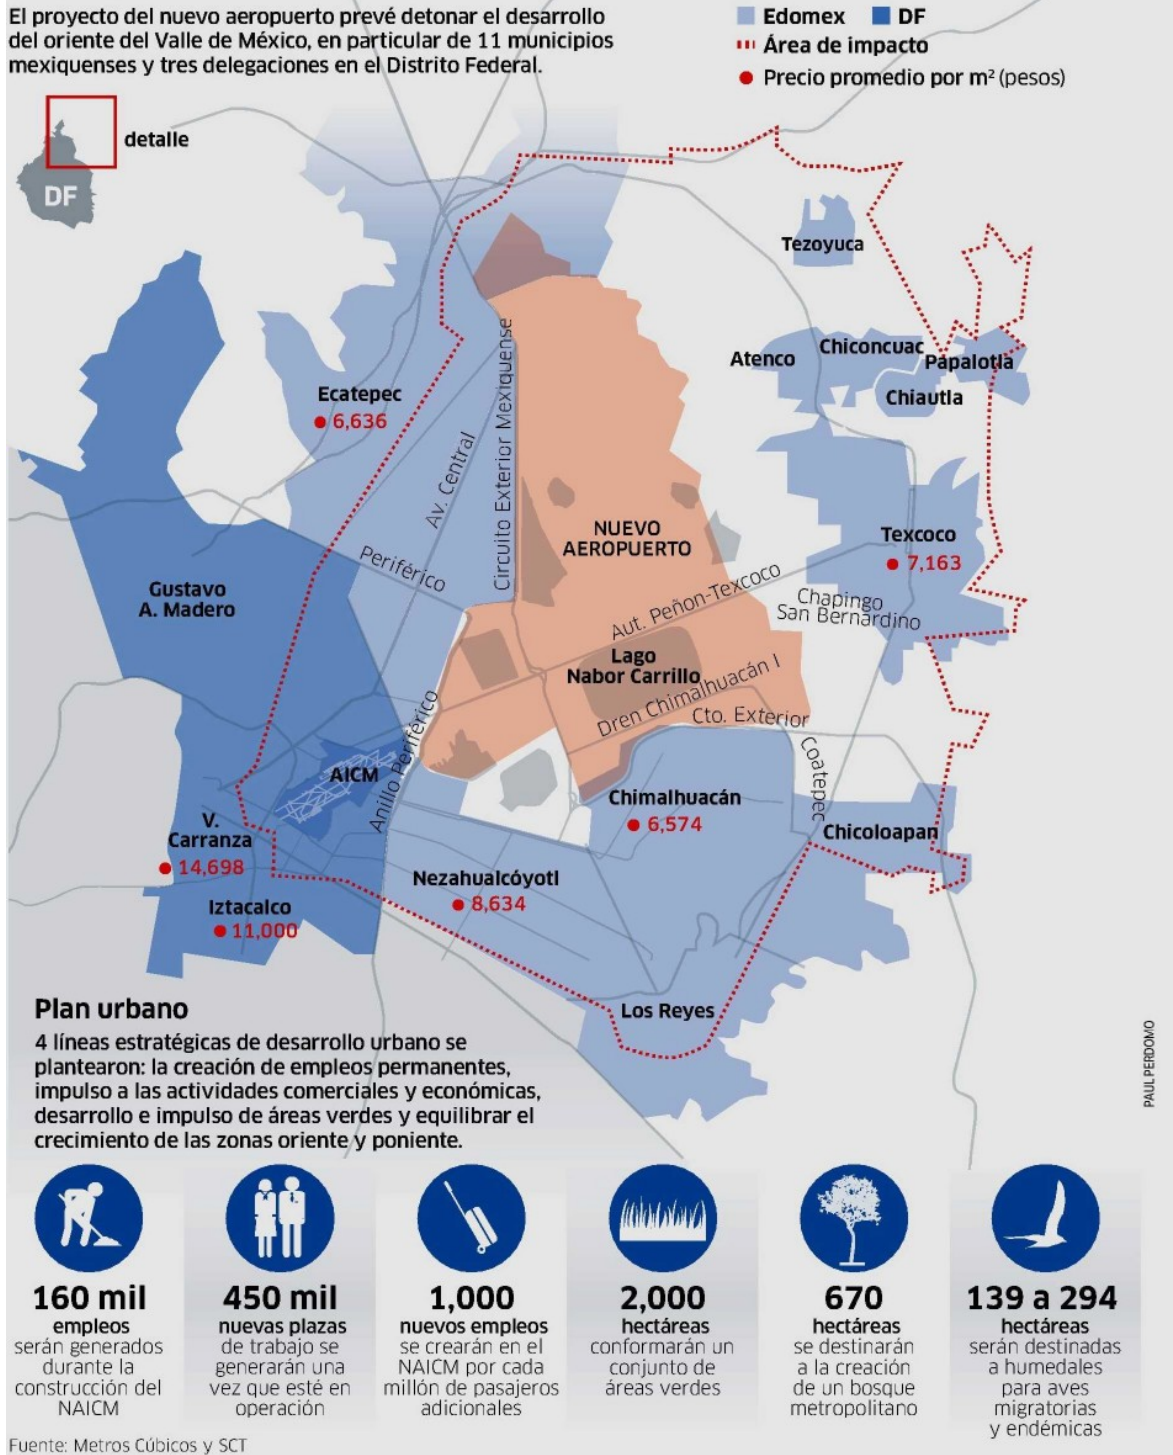 El proyecto del nuevo aeropuerto prevé detonar el desarrollo
del oriente del Valle de México, en particular de 11 municipios
mexiquenses y tres delegaciones en el Distrito Federal.
Edomex
DF
Área de impacto
Precio promedio por m² (pesos)
detalle
DF
Tezoyuca
Atenco
Chiconcuac
Papalotla
Chiautla
Ecatepec
6,636
Av. Central
Circuito Exterior Mexiquense
Periférico
NUEVO
AEROPUERTO
Texcoco
7,163
Gustavo
A. Madero
Aut. Peñon-Texcoco
Chapingo
San Bernardino
Lago
Nabor Carrillo
Dren Chimalhuacán I
Cto. Exterior
Coatepec
Anillo Periférico
AICM
Chimalhuacán
6,574
Chicoloapan
V.
Carranza
14,698
Nezahualcóyotl
8,634
Iztacalco
11,000
Los Reyes
Plan urbano
4 líneas estratégicas de desarrollo urbano se
plantearon: la creación de empleos permanentes,
impulso a las actividades comerciales y económicas,
desarrollo e impulso de áreas verdes y equilibrar el
crecimiento de las zonas oriente y poniente.
PAUL PERDOMO
160 mil
empleos
serán generados
durante la
construcción del
NAICM
450 mil
nuevas plazas
de trabajo se
generarán una
vez que esté en
operación
1,000
nuevos empleos
se crearán en el
NAICM por cada
millón de pasajeros
adicionales
2,000
hectáreas
conformarán un
conjunto de
áreas verdes
670
hectáreas
se destinarán
a la creación
de un bosque
metropolitano
139 a 294
hectáreas
serán destinadas
a humedales
para aves
migratorias
y endémicas
Fuente: Metros Cúbicos y SCT